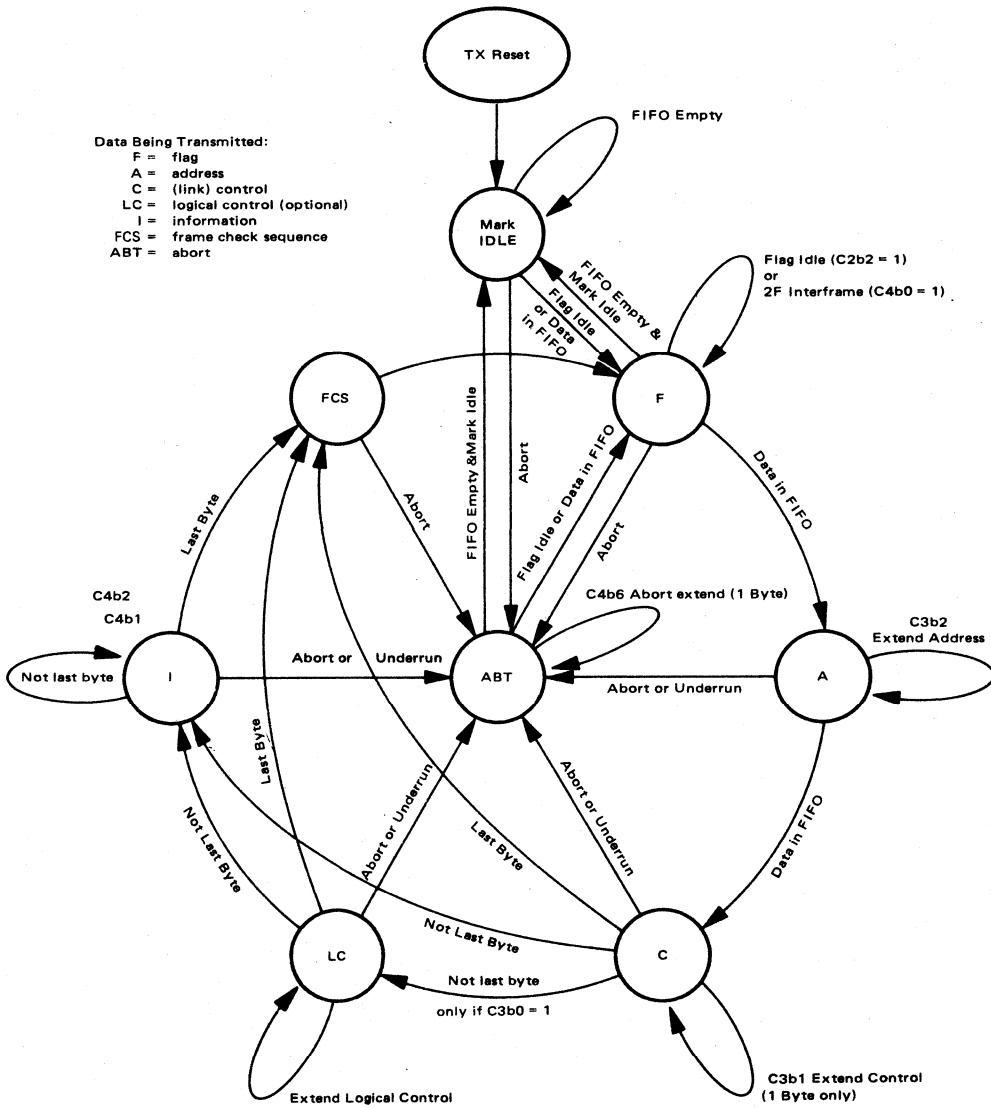 TX Reset
FIFO Empty
Data Being Transmitted:
F = flag
A = address
C = (link) control
LC = logical control (optional)
I = information
FCS = frame check sequence
ABT = abort
Mark
IDLE
Flag Idle (C2b2 = 1)
or
2F Interframe (C4b0 = 1)
FIFO Empty &
Mark Idle
Flag Idle
or Data
in FIFO
FCS
F
FIFO Empty &Mark Idle
Abort
Abort
Flag Idle or Data in FIFO
Abort
Data in FIFO
Last Byte
C4b2
C4b1
C4b6 Abort extend (1 Byte)
C3b2
Extend Address
Not last byte
I
Abort or Underrun
ABT
Abort or Underrun
A
Last Byte
Not Last Byte
Abort or Underrun
Last Byte
Abort or Underrun
Data in FIFO
Not Last Byte
LC
Not last byte
only if C3b0 = 1
C
Extend Logical Control
C3b1 Extend Control
(1 Byte only)